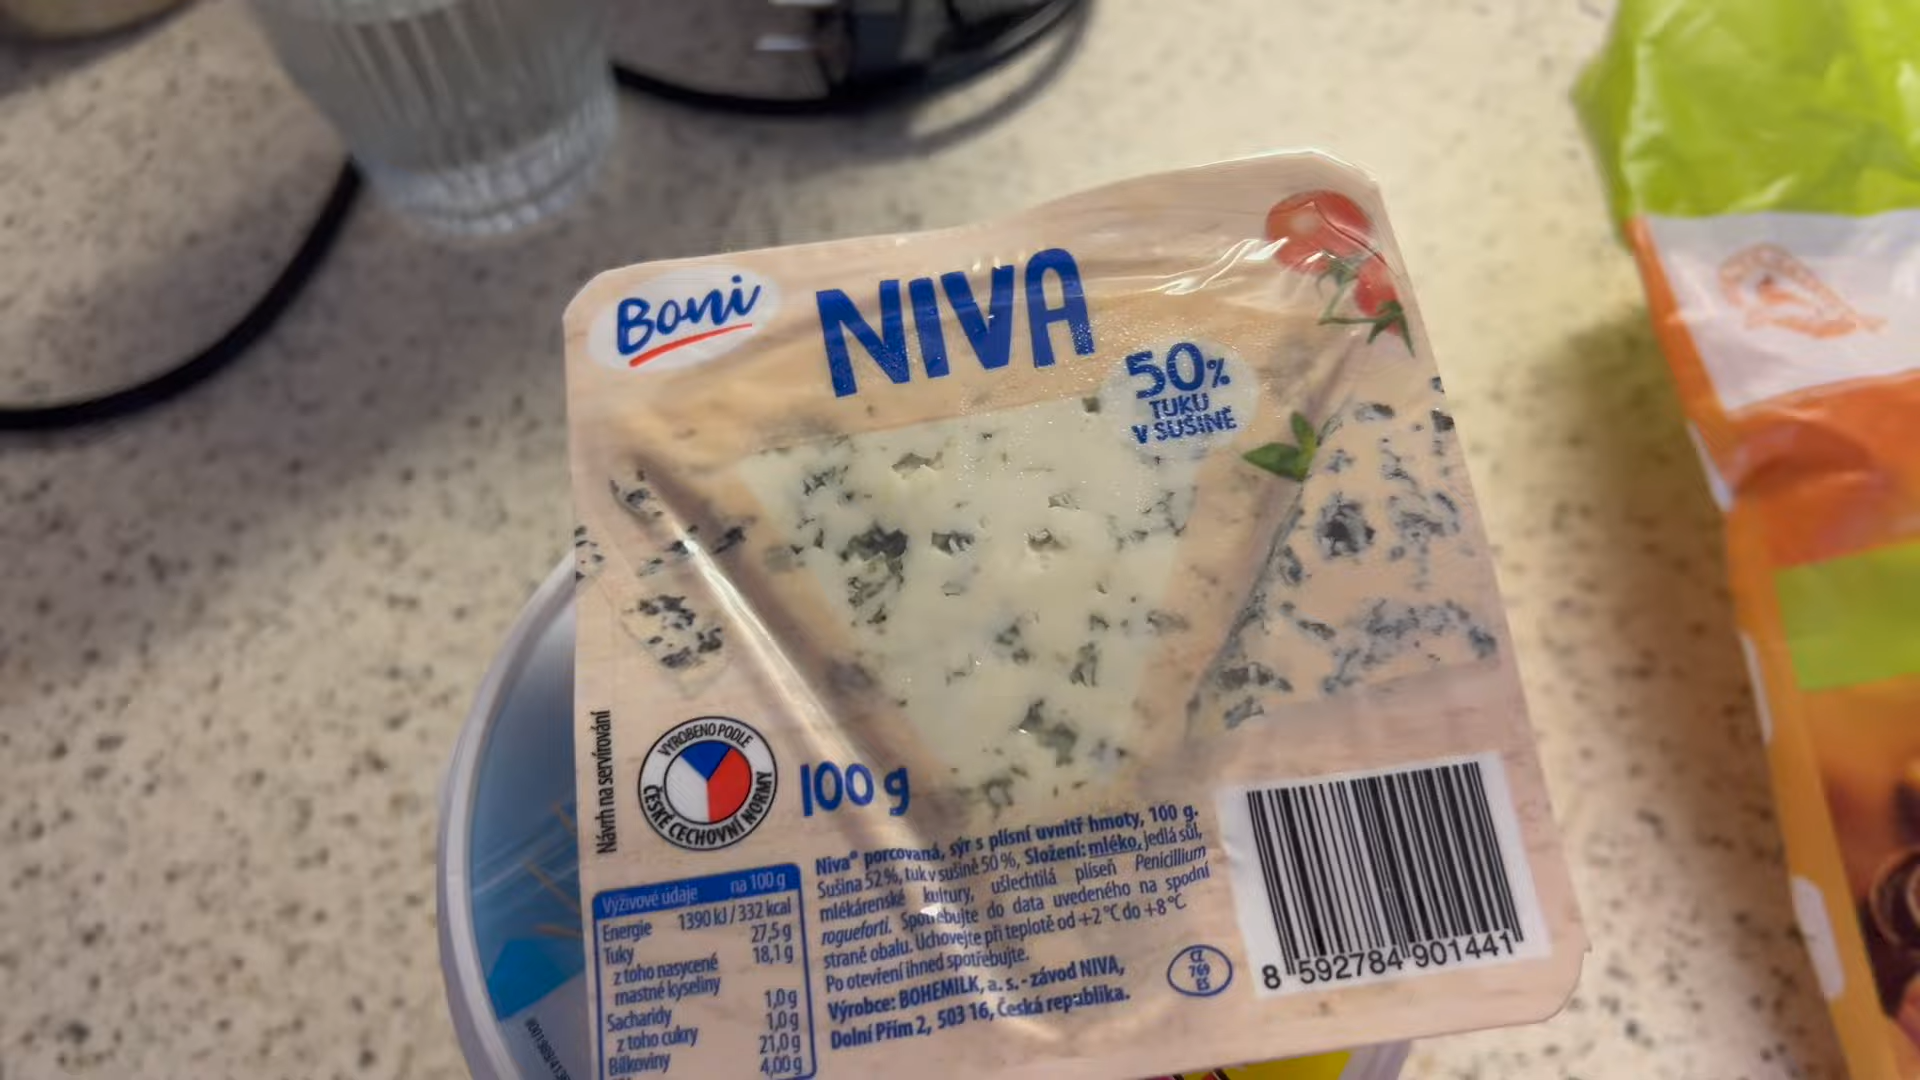 Boni
NIVA
50%
TUKU
V SUŠINĚ
Návrh na servírování
VYROBENO PODLE
ČESKÉ CECHOVNÍ NORMY
100 g
Výživové údaje na 100 g
Energie 1390 kJ / 332 kcal
Tuky 27,5 g
z toho nasycené 18,1 g
mastné kyseliny
Sacharidy 1,0 g
z toho cukry 1,0 g
Bílkoviny 21,0 g
4,00 g
Niva® porcovaná, sýr s plísní uvnitř hmoty, 100 g.
Sušina 52 %, tuk v sušině 50 %, Složení: mléko, jedlá sůl,
mlékárenské kultury, ušlechtilá plíseň Penicillium
roqueforti. Spotřebujte do data uvedeného na spodní
straně obalu. Uchovejte při teplotě od +2 °C do +8 °C.
Po otevření ihned spotřebujte.
Výrobce: BOHEMILK, a. s. - závod NIVA,
Dolní Přím 2, 503 16, Česká republika.
CZ
769
ES
8 592784 901441